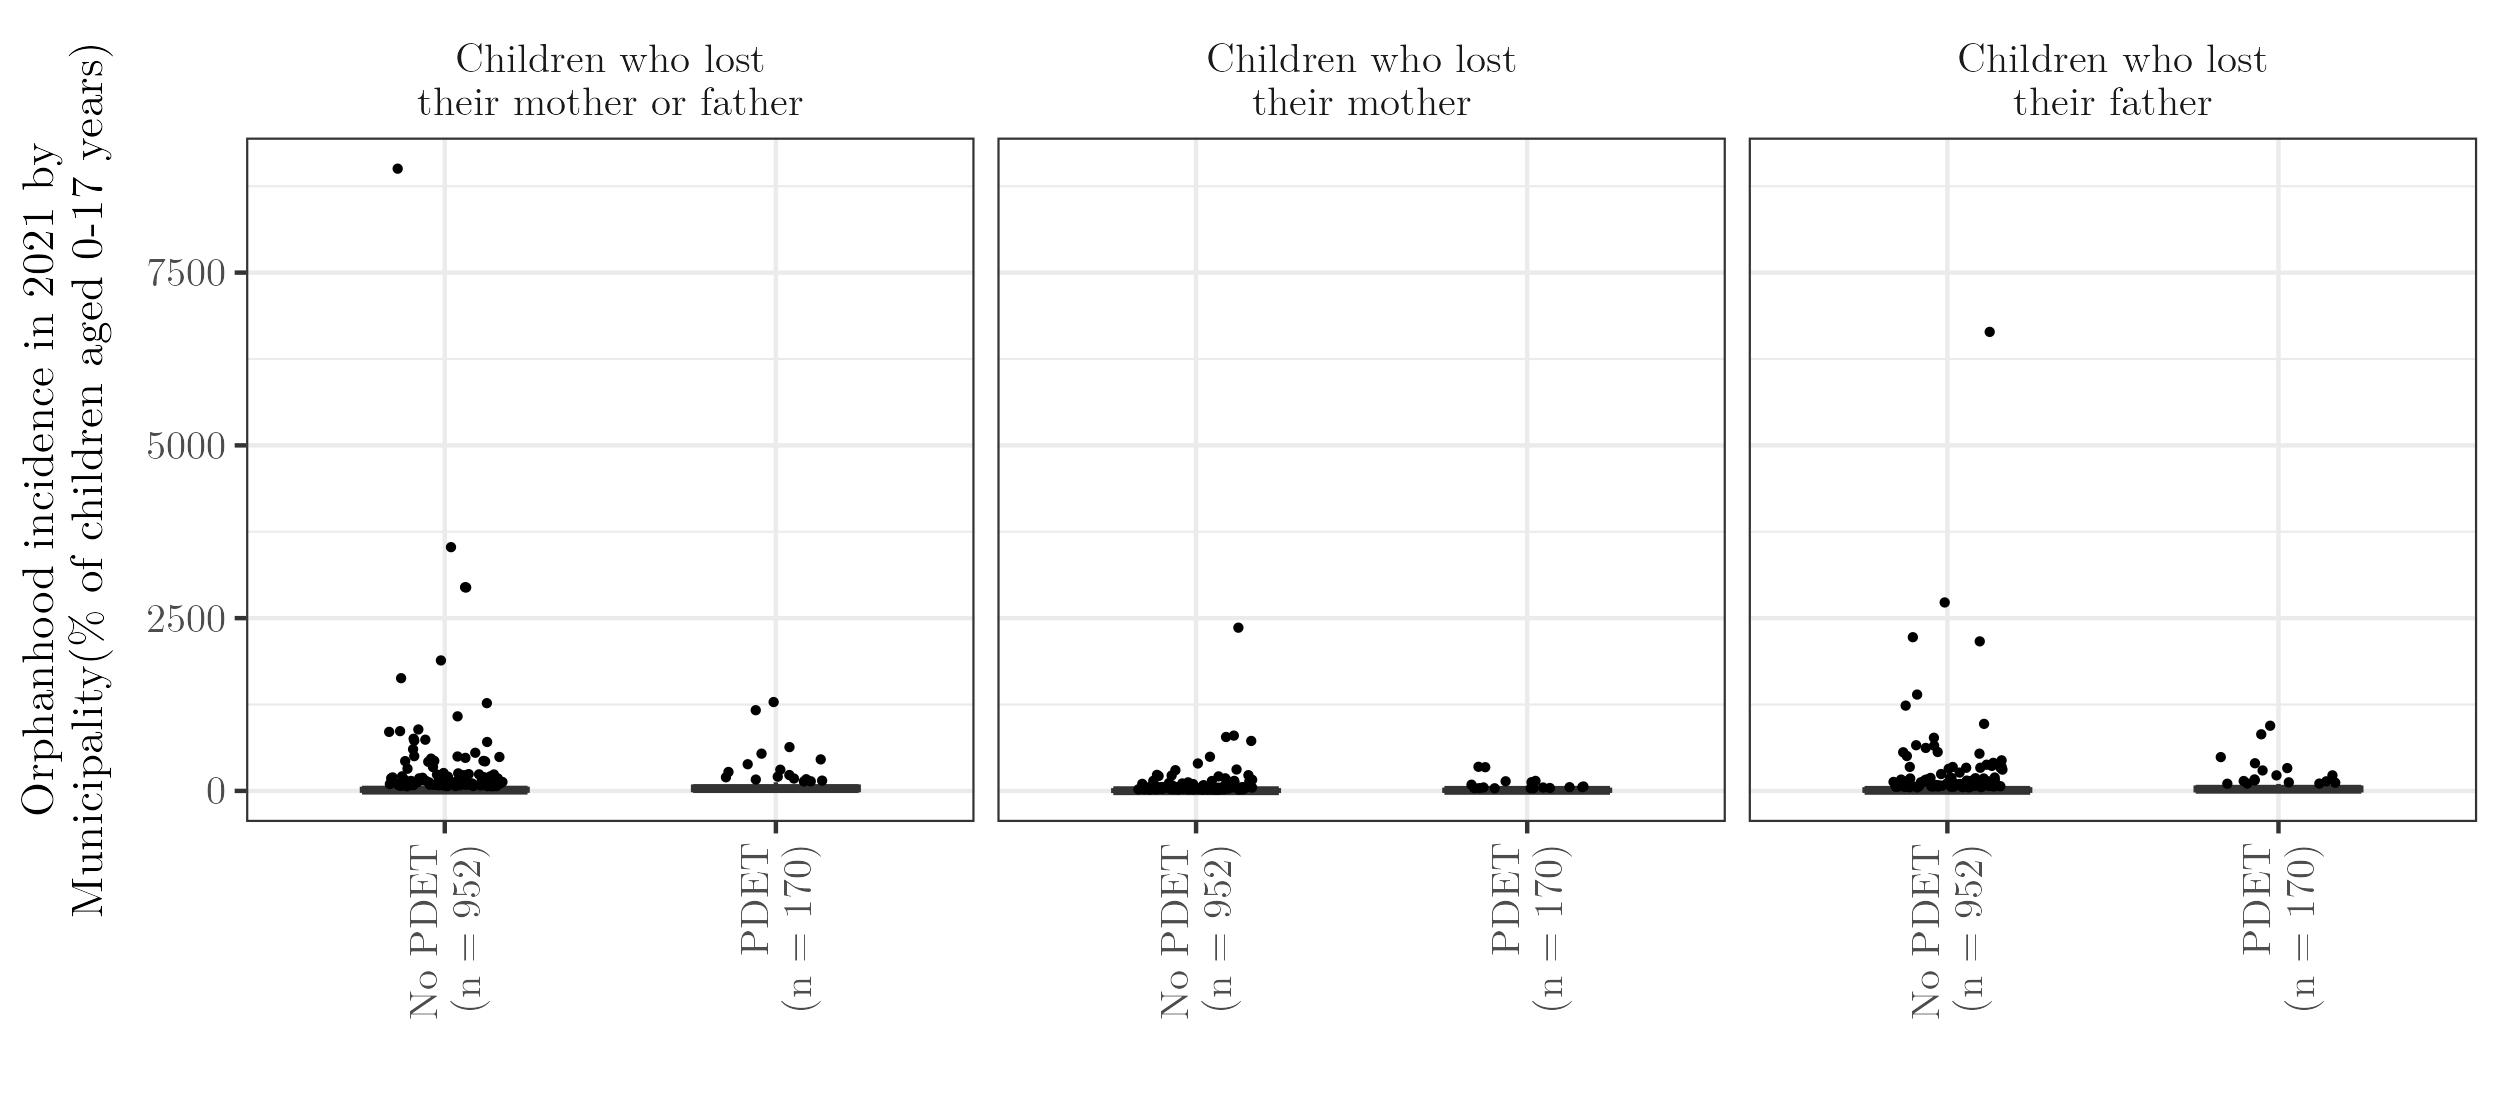 Orphanhood incidence in 2021 by
Municipality(% of children aged 0-17 years)
Children who lost
their mother or father
Children who lost
their mother
Children who lost
their father
7500
5000
2500
0
No PDET
(n = 952)
PDET
(n = 170)
No PDET
(n = 952)
PDET
(n = 170)
No PDET
(n = 952)
PDET
(n = 170)